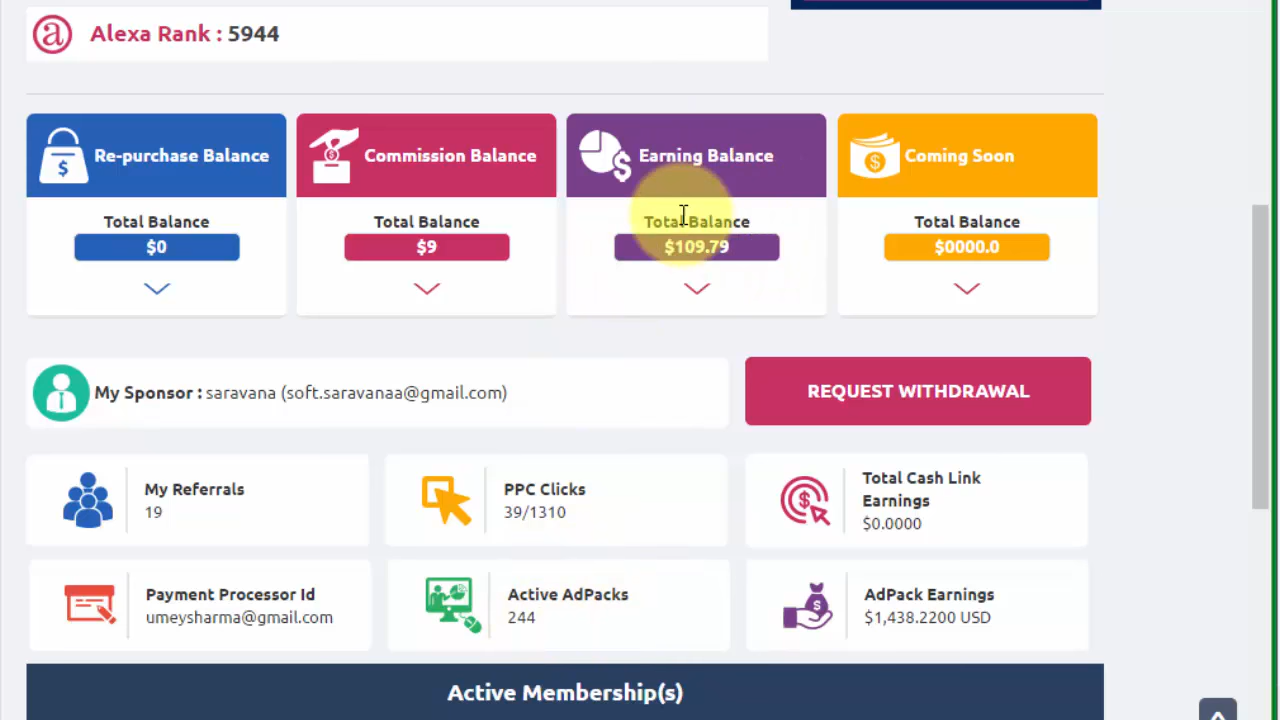 Alexa Rank : 5944
Re-purchase Balance
Total Balance
$0
Commission Balance
Total Balance
$9
Earning Balance
Total Balance
$109.79
Coming Soon
Total Balance
$0000.0
My Sponsor : saravana (soft.saravanaa@gmail.com)
REQUEST WITHDRAWAL
My Referrals
19
PPC Clicks
39/1310
Total Cash Link
Earnings
$0.0000
Payment Processor Id
umeysharma@gmail.com
Active AdPacks
244
AdPack Earnings
$1,438.2200 USD
Active Membership(s)